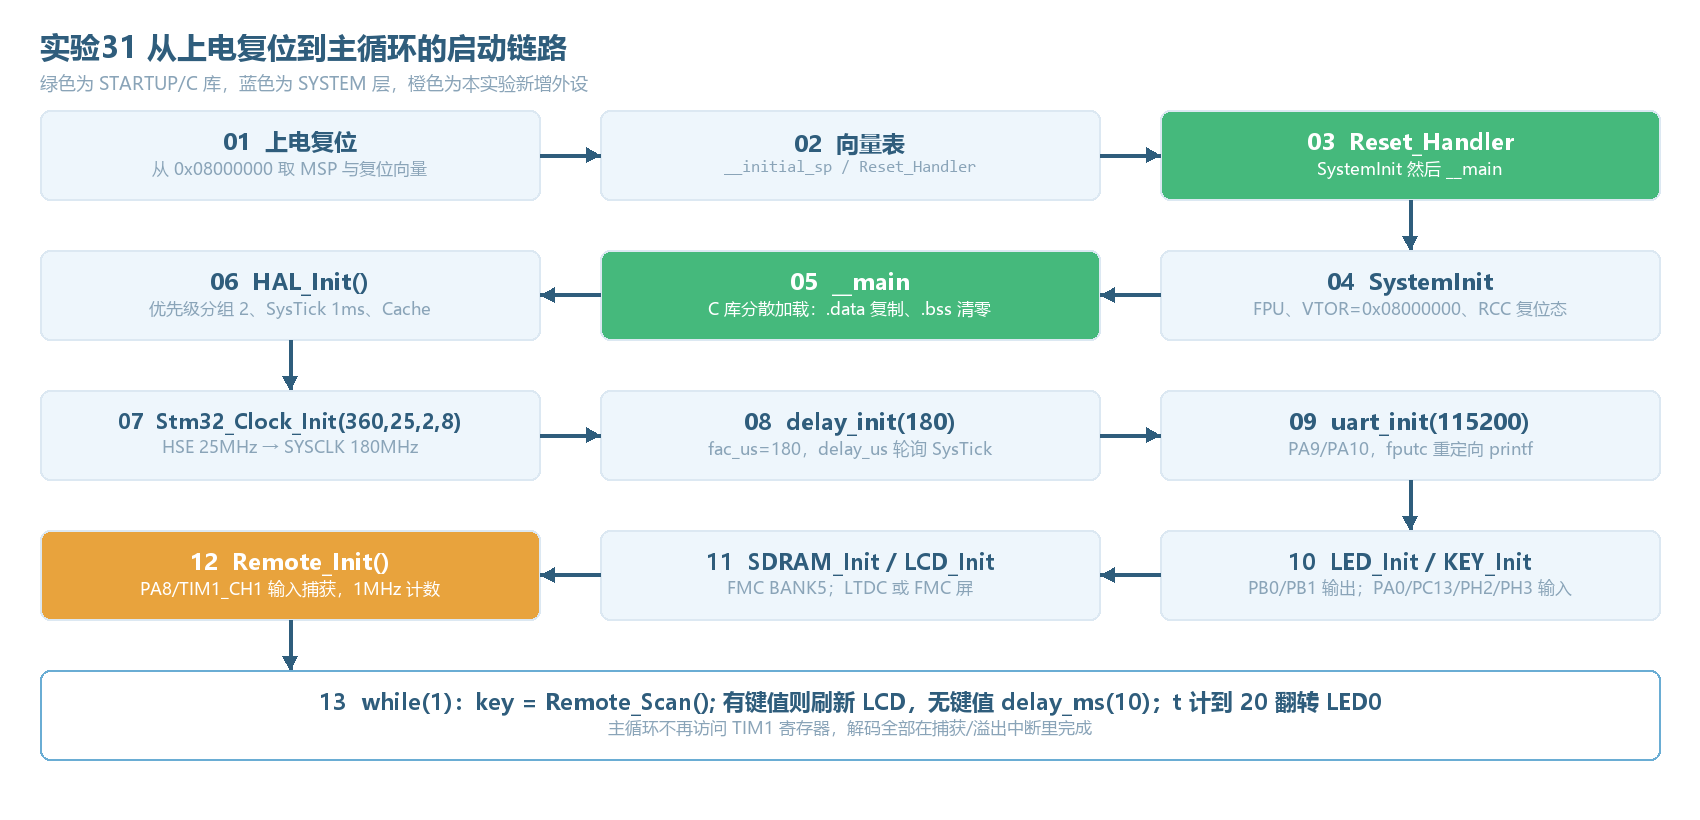 实验31 从上电复位到主循环的启动链路
绿色为 STARTUP/C 库，蓝色为 SYSTEM 层，橙色为本实验新增外设
01 上电复位
从 0x08000000 取 MSP 与复位向量
02 向量表
__initial_sp / Reset_Handler
03 Reset_Handler
SystemInit 然后 __main
04 SystemInit
FPU、VTOR=0x08000000、RCC 复位态
05 __main
C 库分散加载：.data 复制、.bss 清零
06 HAL_Init()
优先级分组 2、SysTick 1ms、Cache
07 Stm32_Clock_Init(360,25,2,8)
HSE 25MHz → SYSCLK 180MHz
08 delay_init(180)
fac_us=180，delay_us 轮询 SysTick
09 uart_init(115200)
PA9/PA10，fputc 重定向 printf
10 LED_Init / KEY_Init
PB0/PB1 输出；PA0/PC13/PH2/PH3 输入
11 SDRAM_Init / LCD_Init
FMC BANK5；LTDC 或 FMC 屏
12 Remote_Init()
PA8/TIM1_CH1 输入捕获，1MHz 计数
13 while(1)：key = Remote_Scan(); 有键值则刷新 LCD，无键值 delay_ms(10)；t 计到 20 翻转 LED0
主循环不再访问 TIM1 寄存器，解码全部在捕获/溢出中断里完成